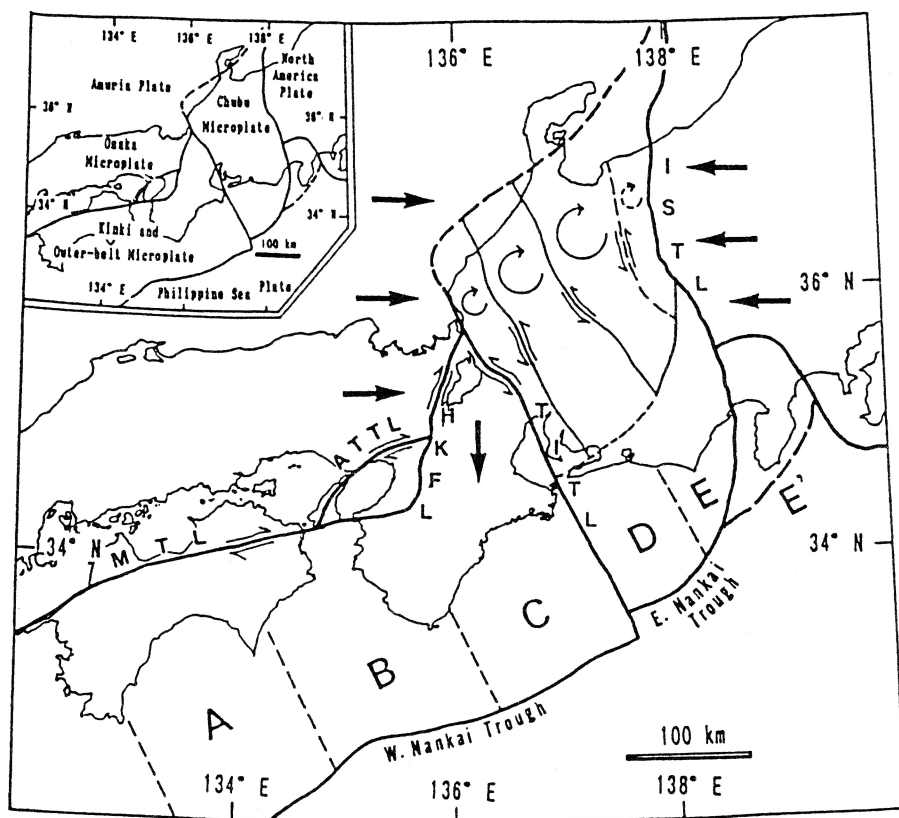 134° E
136° E
138° E
North
America
Plate
Amuria Plate
Chubu
Microplate
36° N
36° N
Osaka
Microplate
34° N
34° N
Kinki and
Outer-belt Microplate
100 km
134° E
Philippine Sea Plate
136° E
138° E
I
S
T
L
36° N
A T T L
H
K
F
L
T
I
T
L
34° N
M T L
34° N
A
B
C
D
E
E'
E. Nankai
Trough
W. Nankai Trough
100 km
134° E
136° E
138° E